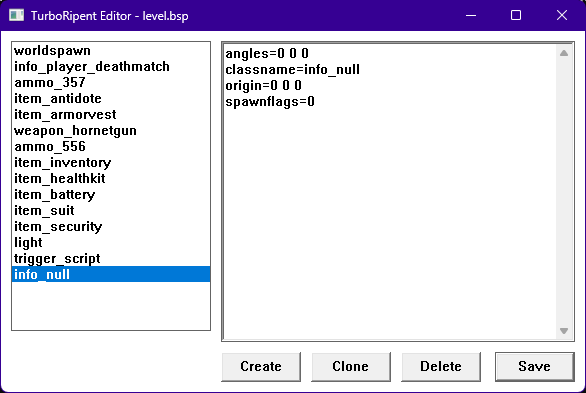 TurboRipent Editor - level.bsp
worldspawn
info_player_deathmatch
ammo_357
item_antidote
item_armorvest
weapon_hornetgun
ammo_556
item_inventory
item_healthkit
item_battery
item_suit
item_security
light
trigger_script
info_null
angles=0 0 0
classname=info_null
origin=0 0 0
spawnflags=0
Create
Clone
Delete
Save